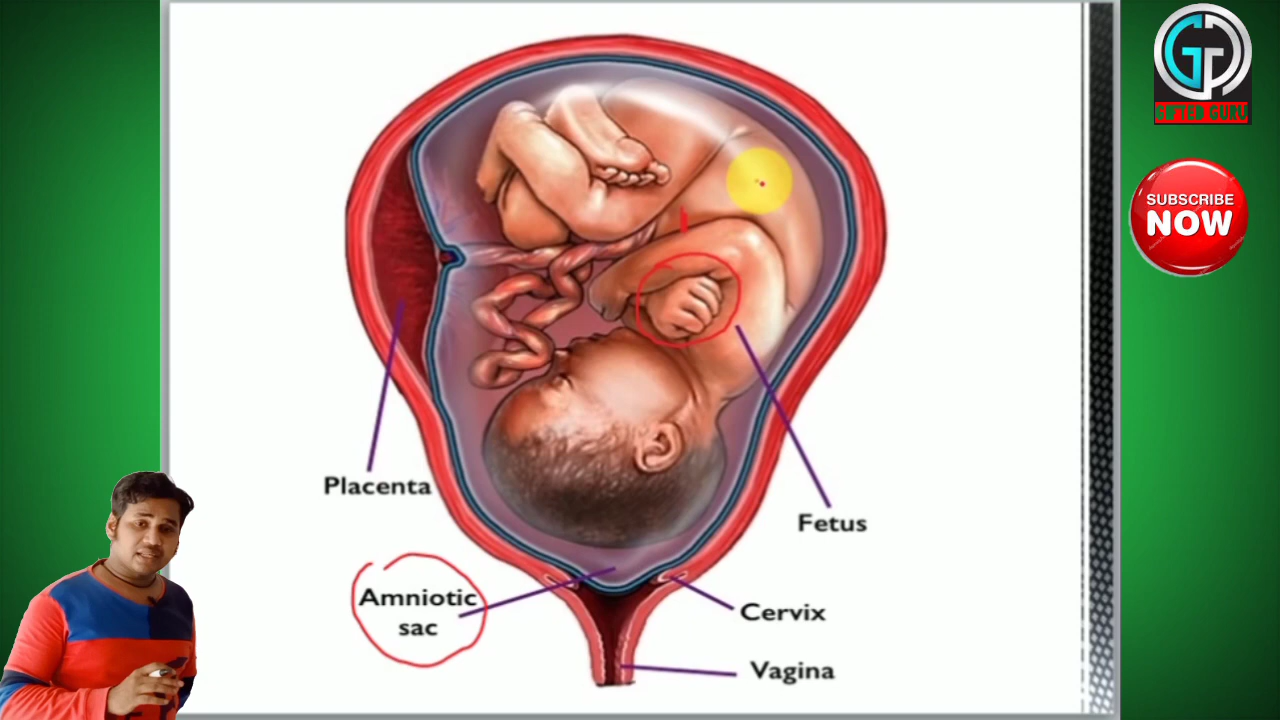 GIFTED GURU
SUBSCRIBE
NOW
Placenta
Fetus
Amniotic
sac
Cervix
Vagina